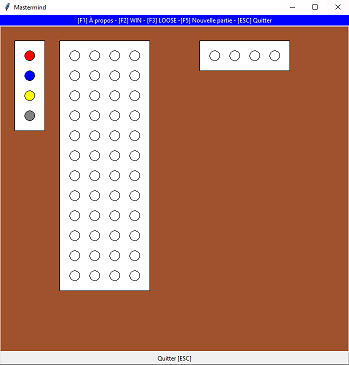 Mastermind
[F1] À propos - [F2] WIN - [F3] LOOSE -[F5] Nouvelle partie - [ESC] Quitter
Quitter [ESC]